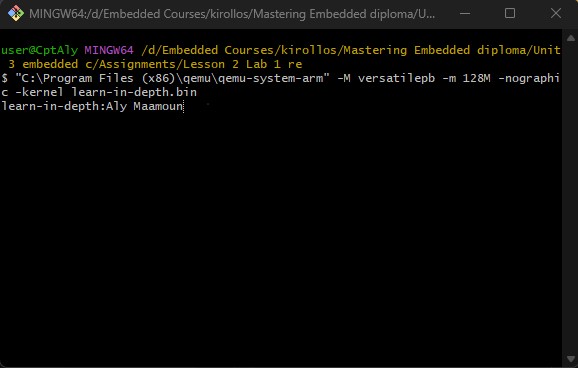 MINGW64:/d/Embedded Courses/kirollos/Mastering Embedded diploma/U...
user@CptAly MINGW64 /d/Embedded Courses/kirollos/Mastering Embedded diploma/Unit
 3 embedded c/Assignments/Lesson 2 Lab 1 re
$ "C:\Program Files (x86)\qemu\qemu-system-arm" -M versatilepb -m 128M -nographi
c -kernel learn-in-depth.bin
learn-in-depth:Aly Maamoun